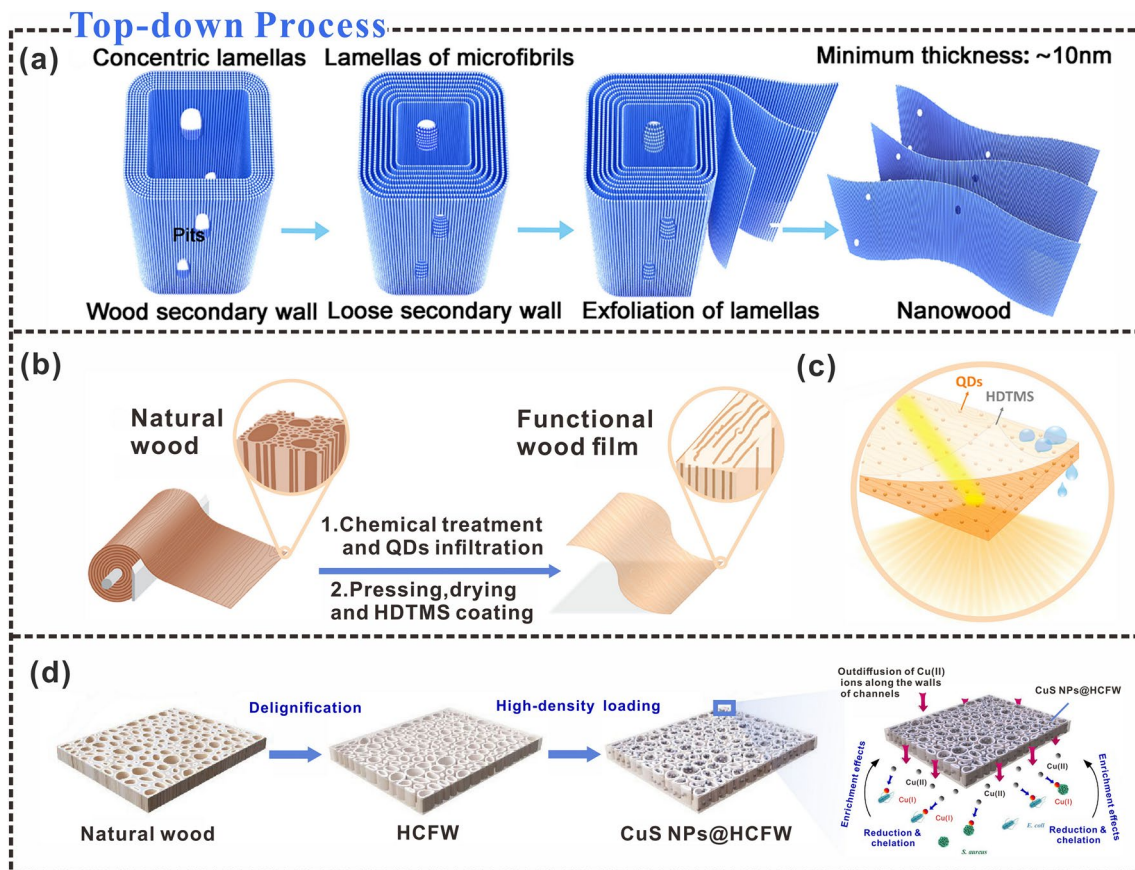 Top-down Process
(a)
Concentric lamellas
Lamellas of microfibrils
Minimum thickness: ~10nm
Pits
Wood secondary wall
Loose secondary wall
Exfoliation of lamellas
Nanowood
(b)
Natural
wood
Functional
wood film
1.Chemical treatment
and QDs infiltration
2.Pressing,drying
and HDTMS coating
(c)
QDs
HDTMS
(d)
Natural wood
Delignification
HCFW
High-density loading
CuS NPs@HCFW
Outdiffusion of Cu(II)
ions along the walls
of channels
CuS NPs@HCFW
Enrichment effects
Cu(II)
Cu(II)
Cu(II)
Cu(I)
Cu(I)
Cu(I)
Cu(I)
Enrichment effects
Reduction &
chelation
S. aureus
E. coli
Reduction &
chelation